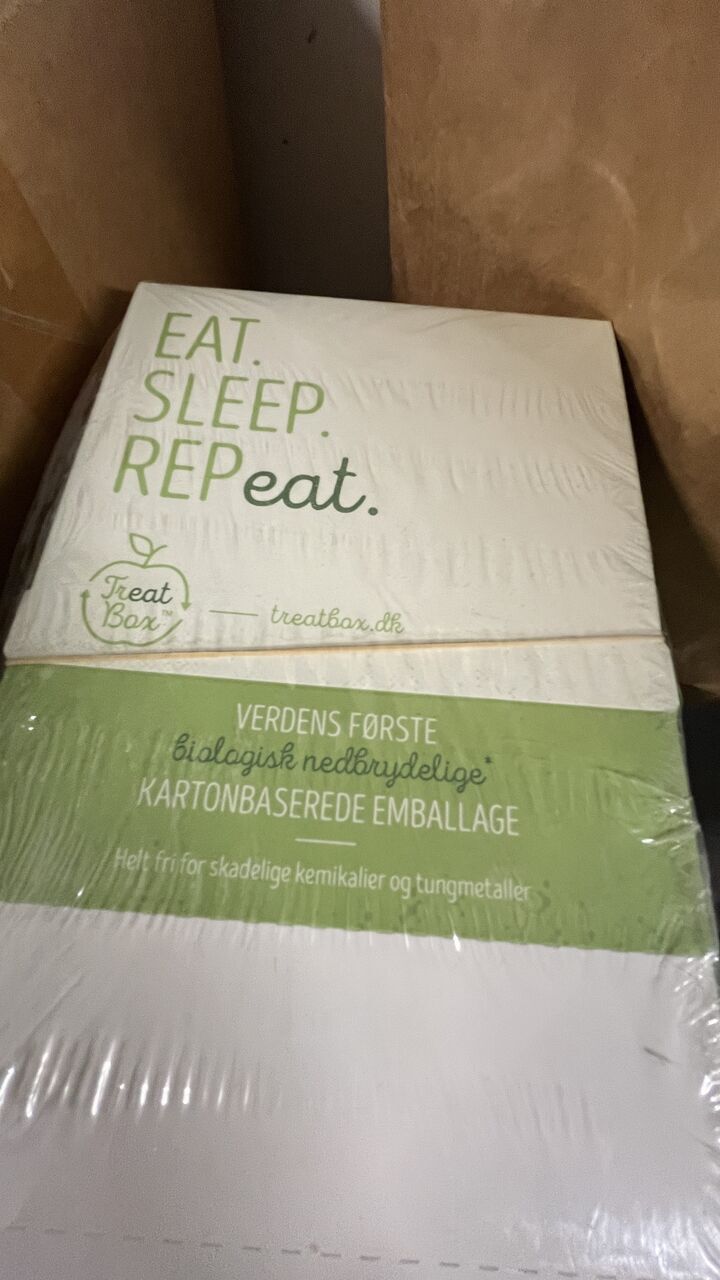 EAT.
SLEEP.
REPeat.
Treat
Box™
treatbox.dk
VERDENS FØRSTE
biologisk nedbrydelige*
KARTONBASEREDE EMBALLAGE
Helt fri for skadelige kemikalier og tungmetaller